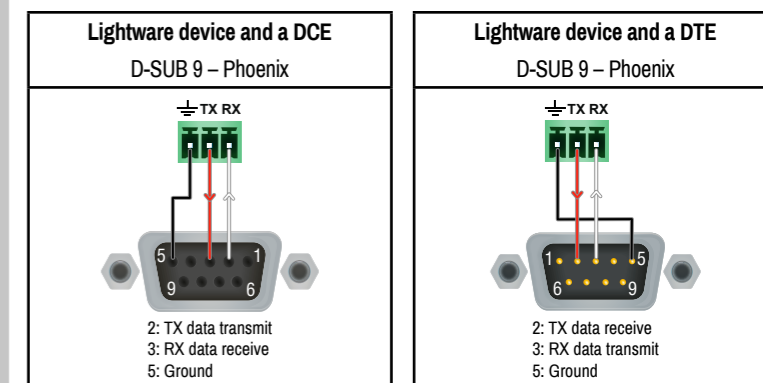 Lightware device and a DCE
D-SUB 9 – Phoenix
TX RX
5 1
9 6
2: TX data transmit
3: RX data receive
5: Ground
Lightware device and a DTE
D-SUB 9 – Phoenix
TX RX
1 5
6 9
2: TX data receive
3: RX data transmit
5: Ground